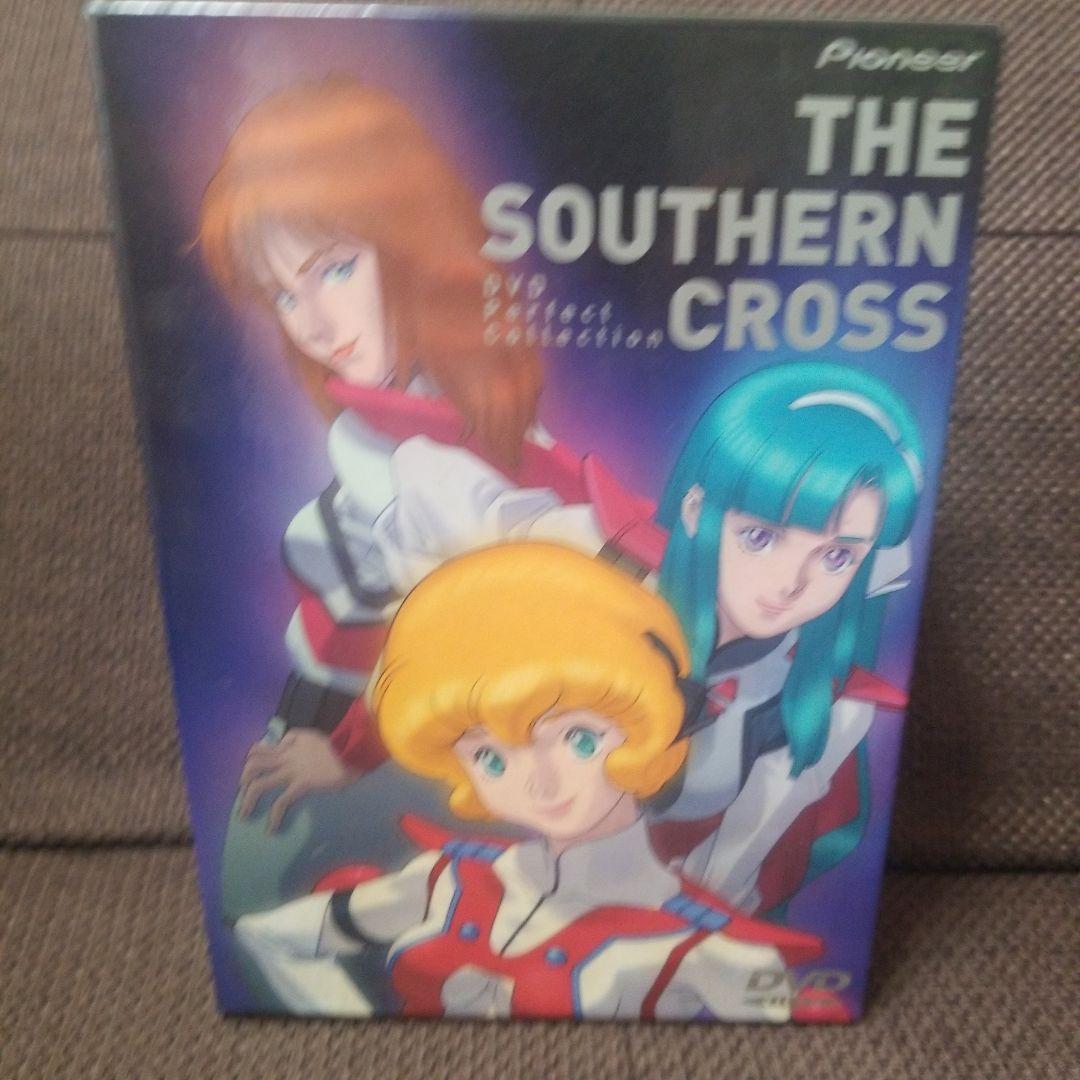 Pioneer
THE
SOUTHERN
CROSS
DVD
Perfect
Collection
DVD